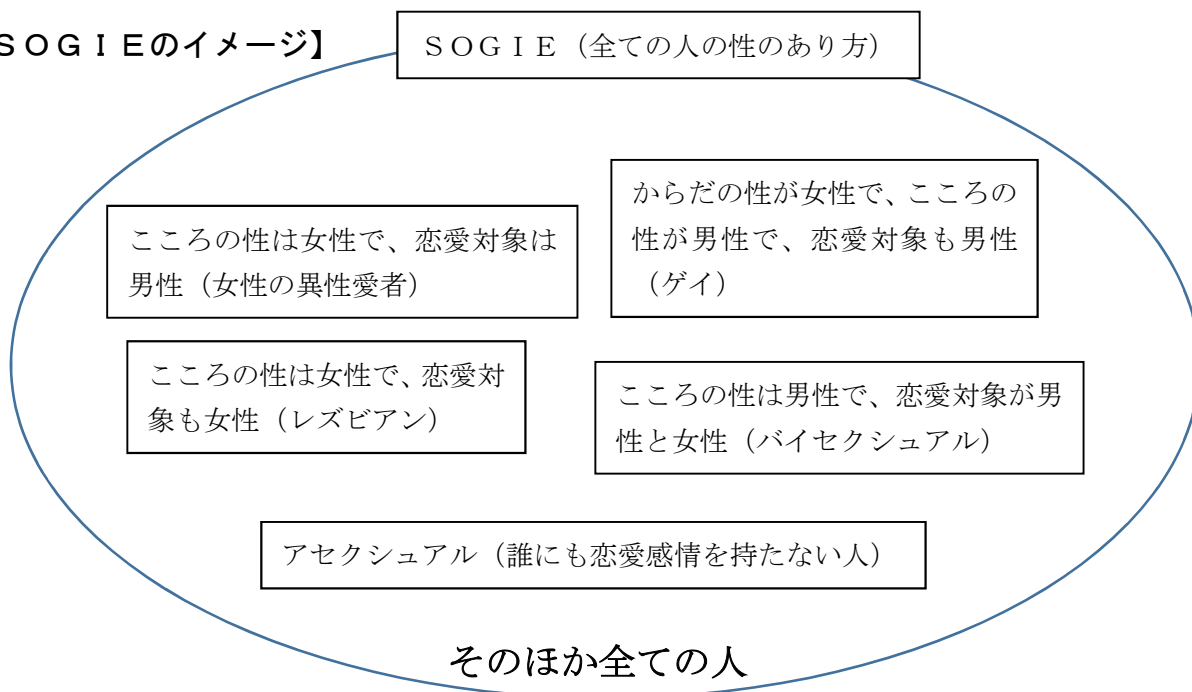 ＳＯＧＩＥのイメージ】
ＳＯＧＩＥ（全ての人の性のあり方）
こころの性は女性で、恋愛対象は
男性（女性の異性愛者）
からだの性が女性で、こころの
性が男性で、恋愛対象も男性
（ゲイ）
こころの性は女性で、恋愛対
象も女性（レズビアン）
こころの性は男性で、恋愛対象が男
性と女性（バイセクシュアル）
アセクシュアル（誰にも恋愛感情を持たない人）
そのほか全ての人